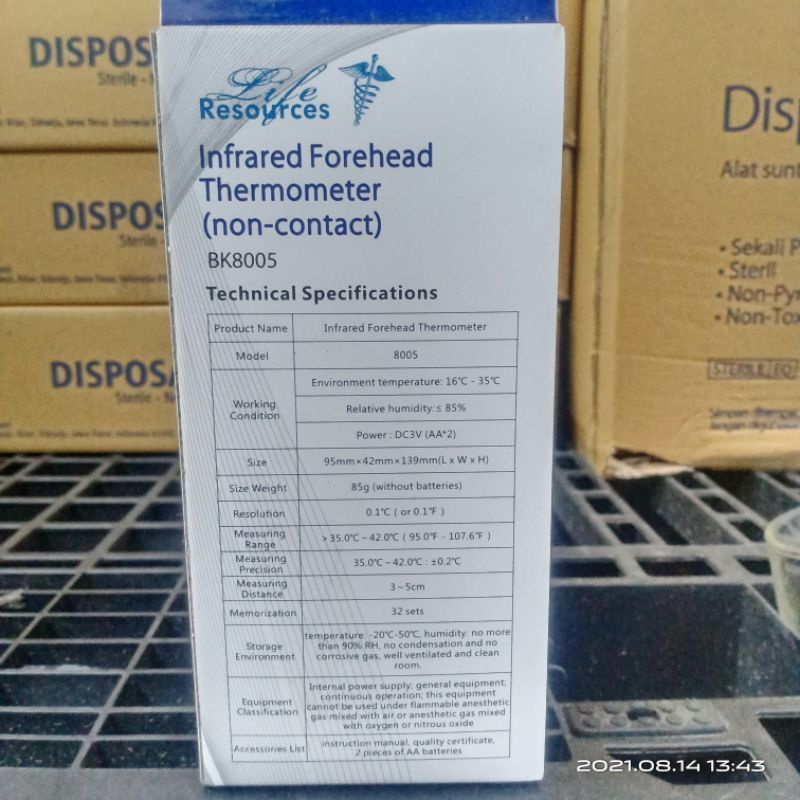 DISPOS
Sterile - N
DISPOS
Sterile -
DISPOSA
Sterile - N
Life
Resources
Infrared Forehead
Thermometer
(non-contact)
BK8005
Technical Specifications
Product Name Infrared Forehead Thermometer
Model 8005
Working
Condition
Environment temperature: 16℃ - 35℃
Relative humidity:≤ 85%
Power : DC3V (AA*2)
Size 95mm×42mm×139mm(L x W x H)
Size Weight 85g (without batteries)
Resolution 0.1℃ ( or 0.1℉ )
Measuring
Range
>35.0℃ ~ 42.0℃ ( 95.0℉ - 107.6℉ )
Measuring
Precision
35.0℃ ~ 42.0℃ : ±0.2℃
Measuring
Distance
3 ~ 5cm
Memorization 32 sets
Storage
Environment
temperature: -20℃-50℃, humidity: no more
than 90% RH, no condensation and no
corrosive gas, well ventilated and clean
room.
Equipment
Classification
Internal power supply: general equipment;
continuous operation; this equipment
cannot be used under flammable anesthetic
gas mixed with air or anesthetic gas mixed
with oxygen or nitrous oxide
Accessories List
instruction manual, quality certificate,
2 pieces of AA batteries
Disp
Alat sunt
• Sekali P
• Steril
• Non-Pyr
• Non-Tox
STERILE EO
2021.08.14 13:43